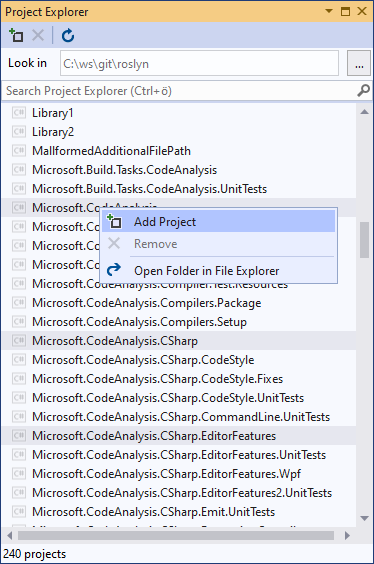 Project Explorer
Look in
C:\ws\git\roslyn
...
Search Project Explorer (Ctrl+ö)
C# Library1
C# Library2
C# MalformedAdditionalFilePath
C# Microsoft.Build.Tasks.CodeAnalysis
C# Microsoft.Build.Tasks.CodeAnalysis.UnitTests
C# Microsoft.CodeAnalysis
C# Microsoft.Co
Add Project
C# Microsoft.Co
Remove
C# Microsoft.Co
Open Folder in File Explorer
C# Microsoft.CodeAnalysis.Compiler.Test.Resources
C# Microsoft.CodeAnalysis.Compilers.Package
C# Microsoft.CodeAnalysis.Compilers.Setup
C# Microsoft.CodeAnalysis.CSharp
C# Microsoft.CodeAnalysis.CSharp.CodeStyle
C# Microsoft.CodeAnalysis.CSharp.CodeStyle.Fixes
C# Microsoft.CodeAnalysis.CSharp.CodeStyle.UnitTests
C# Microsoft.CodeAnalysis.CSharp.CommandLine.UnitTests
C# Microsoft.CodeAnalysis.CSharp.EditorFeatures
C# Microsoft.CodeAnalysis.CSharp.EditorFeatures.UnitTests
C# Microsoft.CodeAnalysis.CSharp.EditorFeatures.Wpf
C# Microsoft.CodeAnalysis.CSharp.EditorFeatures2.UnitTests
C# Microsoft.CodeAnalysis.CSharp.Emit.UnitTests
240 projects